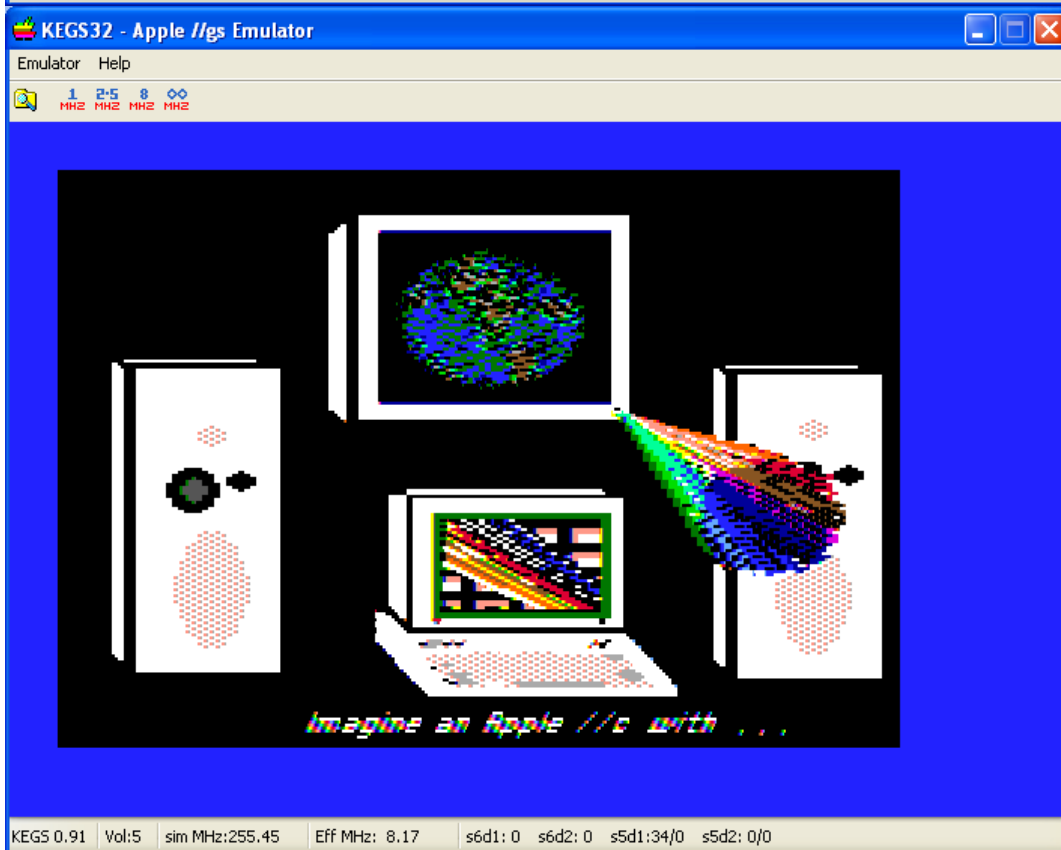 KEGS32 - Apple //gs Emulator
Emulator Help
1 MHZ 2·5 MHZ 8 MHZ ∞ MHZ
Imagine an Apple //c with ...
KEGS 0.91 Vol:5 sim MHz:255.45 Eff MHz: 8.17 s6d1: 0 s6d2: 0 s5d1:34/0 s5d2: 0/0